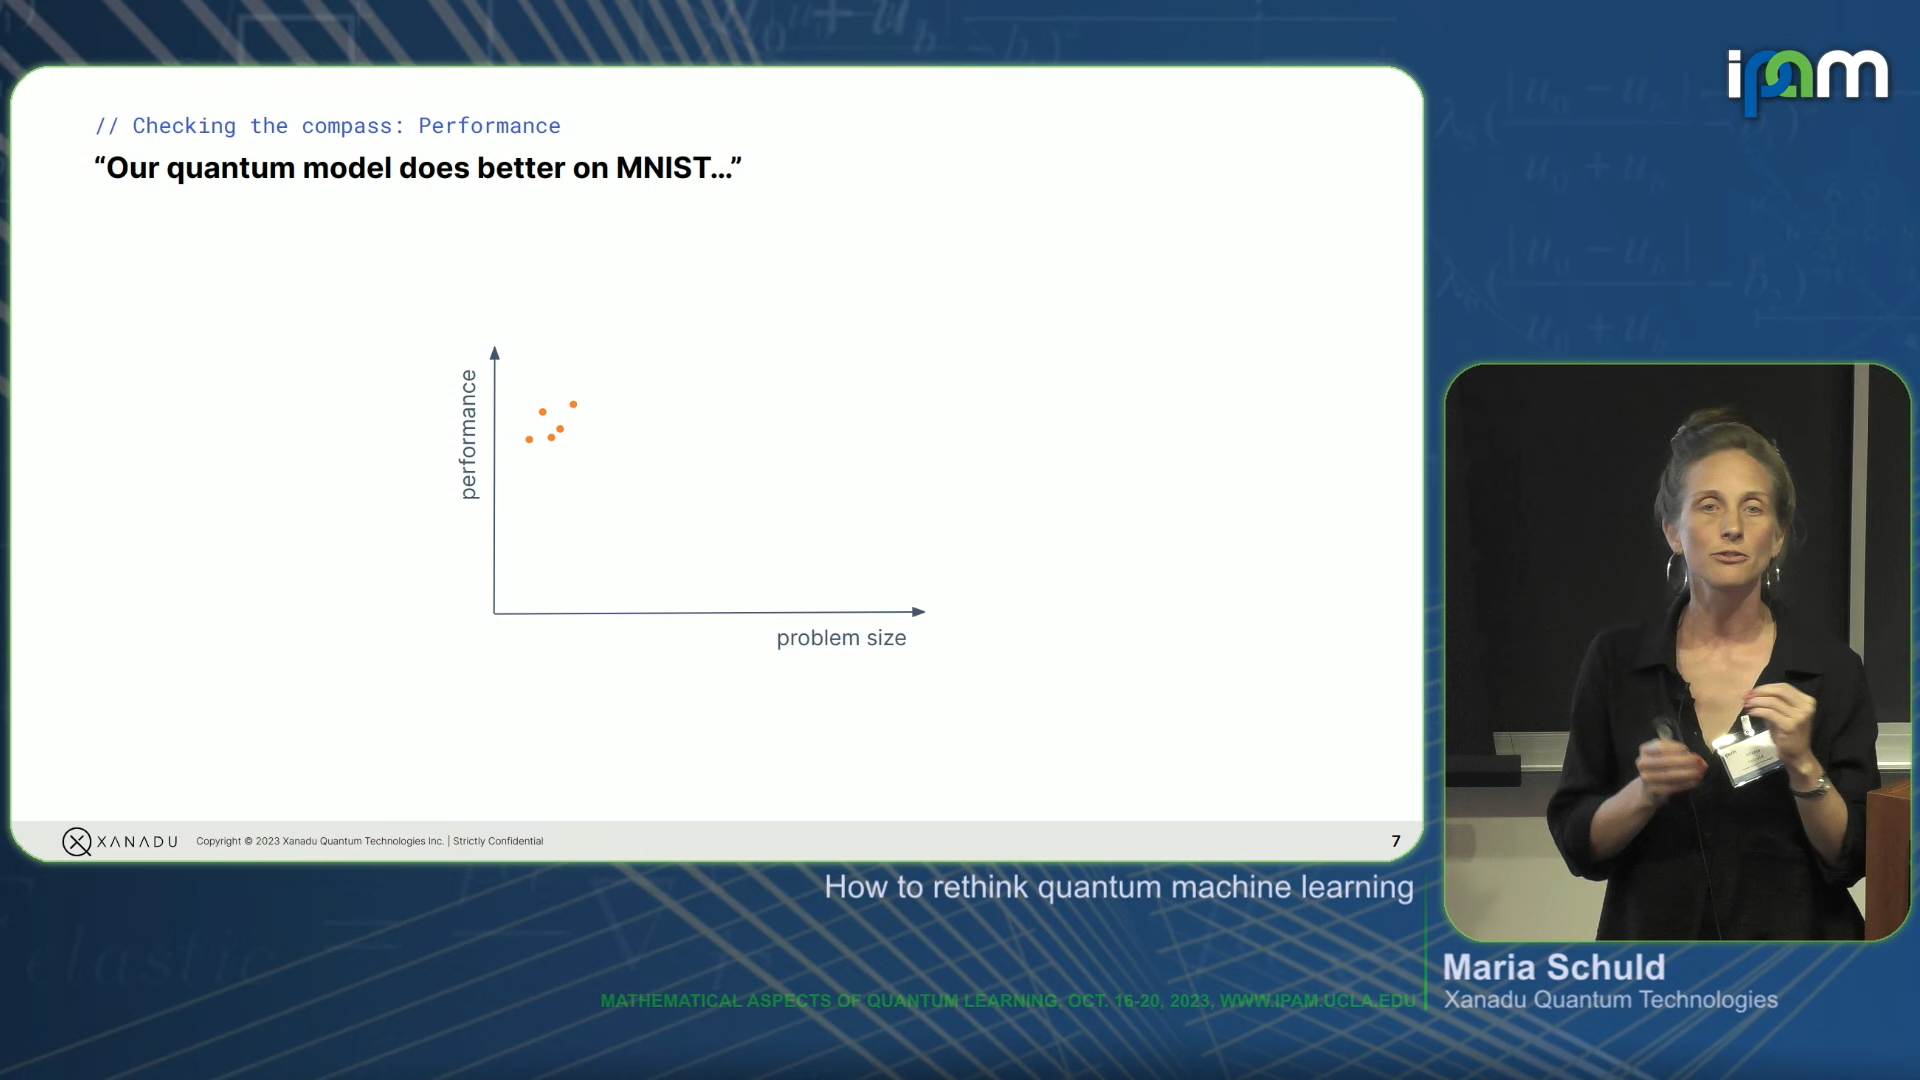 ipam
// Checking the compass: Performance
“Our quantum model does better on MNIST…”
performance
problem size
XANADU
Copyright © 2023 Xanadu Quantum Technologies Inc. | Strictly Confidential
7
How to rethink quantum machine learning
Maria Schuld
Xanadu Quantum Technologies
MATHEMATICAL ASPECTS OF QUANTUM LEARNING, OCT. 16-20, 2023, WWW.IPAM.UCLA.EDU
elastic